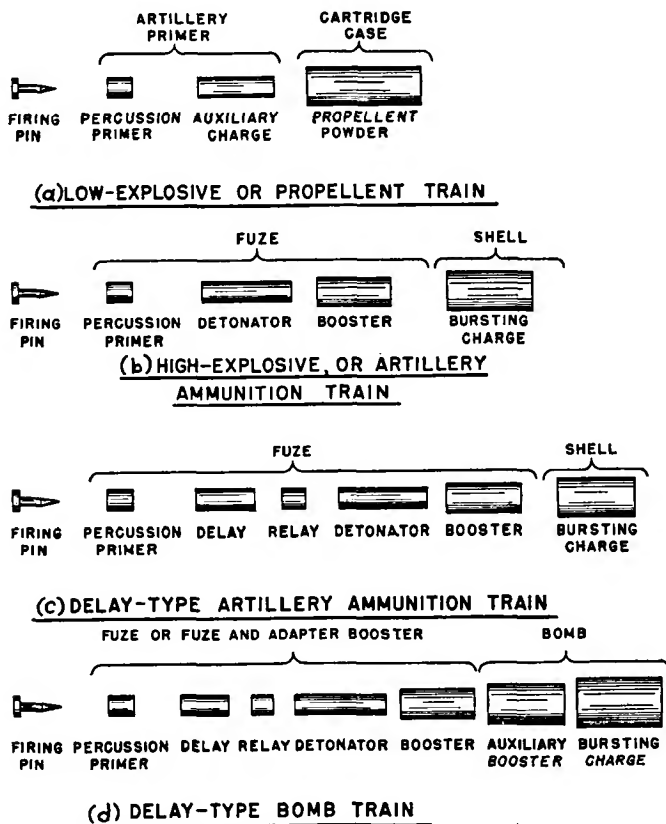 ARTILLERY PRIMER
CARTRIDGE CASE
FIRING PIN
PERCUSSION PRIMER
AUXILIARY CHARGE
PROPELLENT POWDER
(a) LOW-EXPLOSIVE OR PROPELLENT TRAIN
FUZE
SHELL
FIRING PIN
PERCUSSION PRIMER
DETONATOR
BOOSTER
BURSTING CHARGE
(b) HIGH-EXPLOSIVE, OR ARTILLERY
AMMUNITION TRAIN
FUZE
SHELL
FIRING PIN
PERCUSSION PRIMER
DELAY
RELAY
DETONATOR
BOOSTER
BURSTING CHARGE
(c) DELAY-TYPE ARTILLERY AMMUNITION TRAIN
FUZE OR FUZE AND ADAPTER BOOSTER
BOMB
FIRING PIN
PERCUSSION PRIMER
DELAY
RELAY
DETONATOR
BOOSTER
AUXILIARY BOOSTER
BURSTING CHARGE
(d) DELAY-TYPE BOMB TRAIN